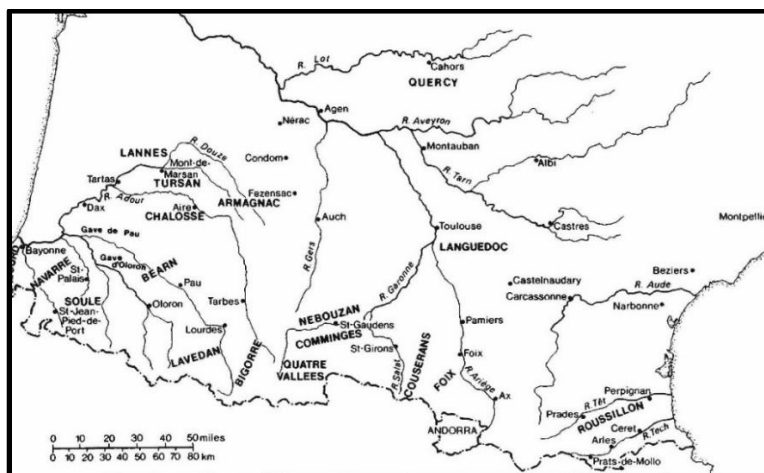 R. Lot
Cahors
QUERCY
Agen
R. Aveyron
Nérac
Montauban
LANNES
R. Douze
Condom
Albi
Mont-de-
Marsan
R. Tarn
Tartas
TURSAN
Fezensac
R. Adour
Aire
ARMAGNAC
Dax
CHALOSSE
Auch
Castres
Montpellier
Gave de Pau
R. Gers
Toulouse
LANGUEDOC
Bayonne
Gave
d'Oloron
BÉARN
NAVARRE
St-
Palais
Beziers
R. Garonne
Castelnaudary
Pau
Carcassonne
R. Aude
SOULE
Oloron
Tarbes
Narbonne
St-Jean-
Pied-de-
Port
NEBOUZAN
Pamiers
Lourdes
St-Gaudens
COMMINGES
LAVEDAN
BIGORRE
St-Girons
Foix
QUATRE
VALLEES
R. Salat
COUSERANS
FOIX
R. Ariège
Ax
Perpignan
R. Têt
Prades
ROUSSILLON
ANDORRA
Ceret
R. Tech
Arles
Prats-de-Mollo
0 10 20 30 40 50 miles
0 10 20 30 40 60 80 km